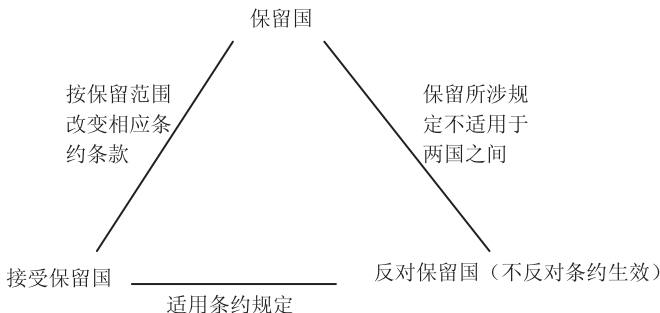 保留国
按保留范围
改变相应条
约条款
保留所涉规
定不适用于
两国之间
接受保留国
反对保留国（不反对条约生效）
适用条约规定